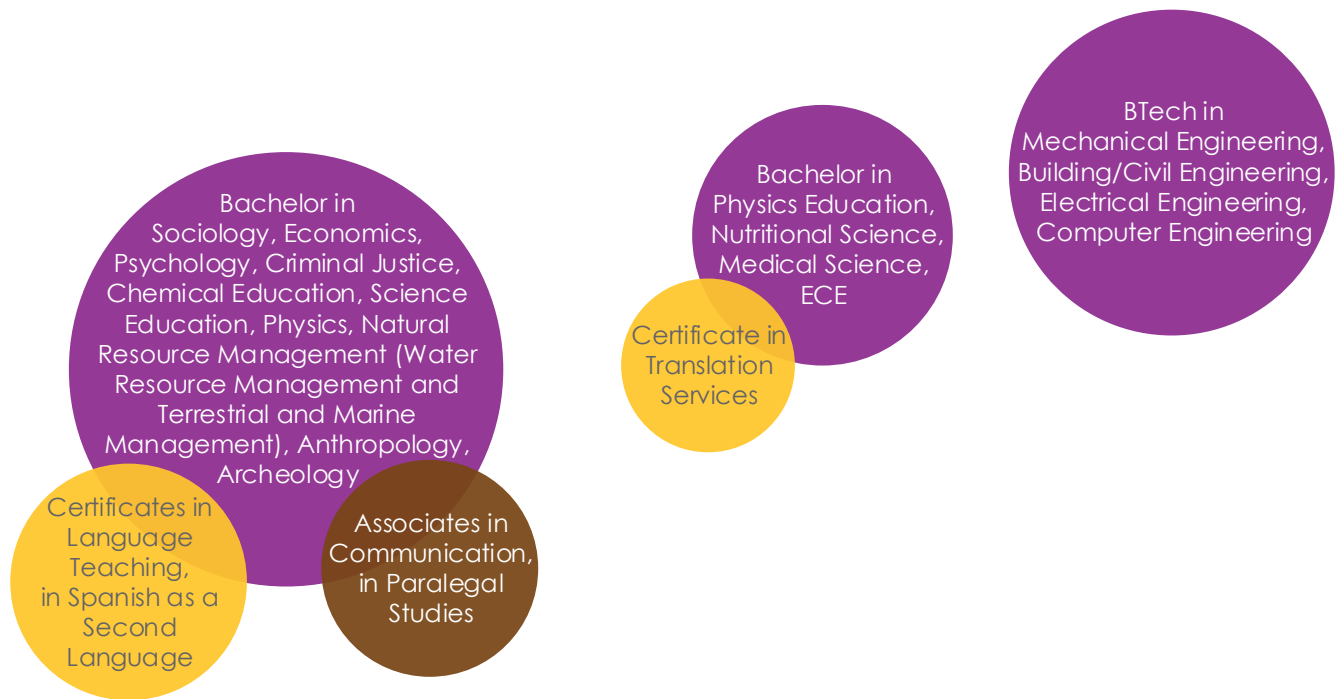 Bachelor in
Sociology, Economics,
Psychology, Criminal Justice,
Chemical Education, Science
Education, Physics, Natural
Resource Management (Water
Resource Management and
Terrestrial and Marine
Management), Anthropology,
Archeology
Certificates in
Language
Teaching,
in Spanish as a
Second
Language
Associates in
Communication,
in Paralegal
Studies
Bachelor in
Physics Education,
Nutritional Science,
Medical Science,
ECE
Certificate in
Translation
Services
BTech in
Mechanical Engineering,
Building/Civil Engineering,
Electrical Engineering,
Computer Engineering